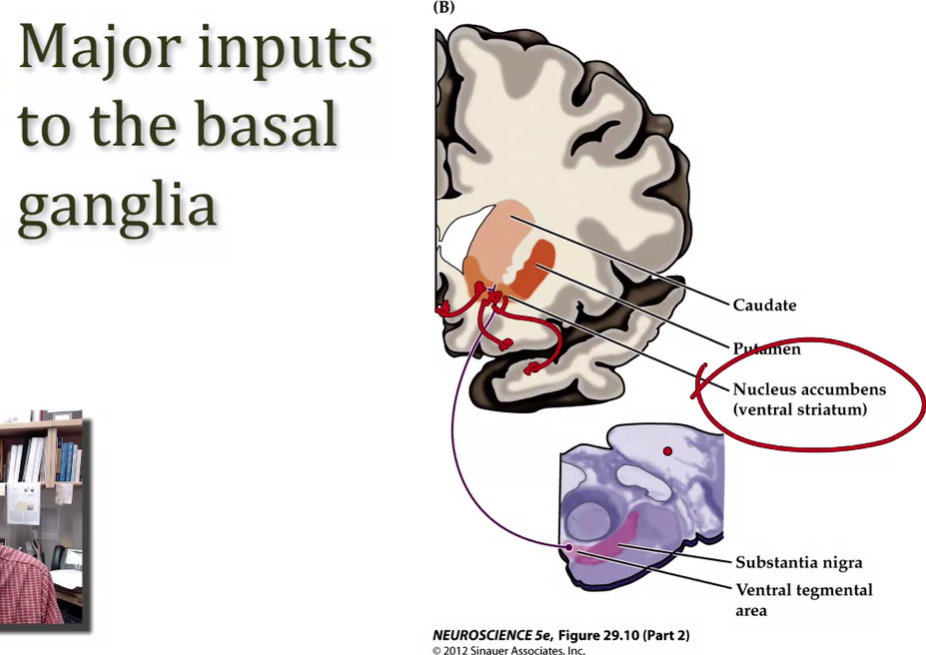 Major inputs
to the basal
ganglia
(B)
Caudate
Putamen
Nucleus accumbens
(ventral striatum)
Substantia nigra
Ventral tegmental
area
NEUROSCIENCE 5e, Figure 29.10 (Part 2)
© 2012 Sinauer Associates, Inc.